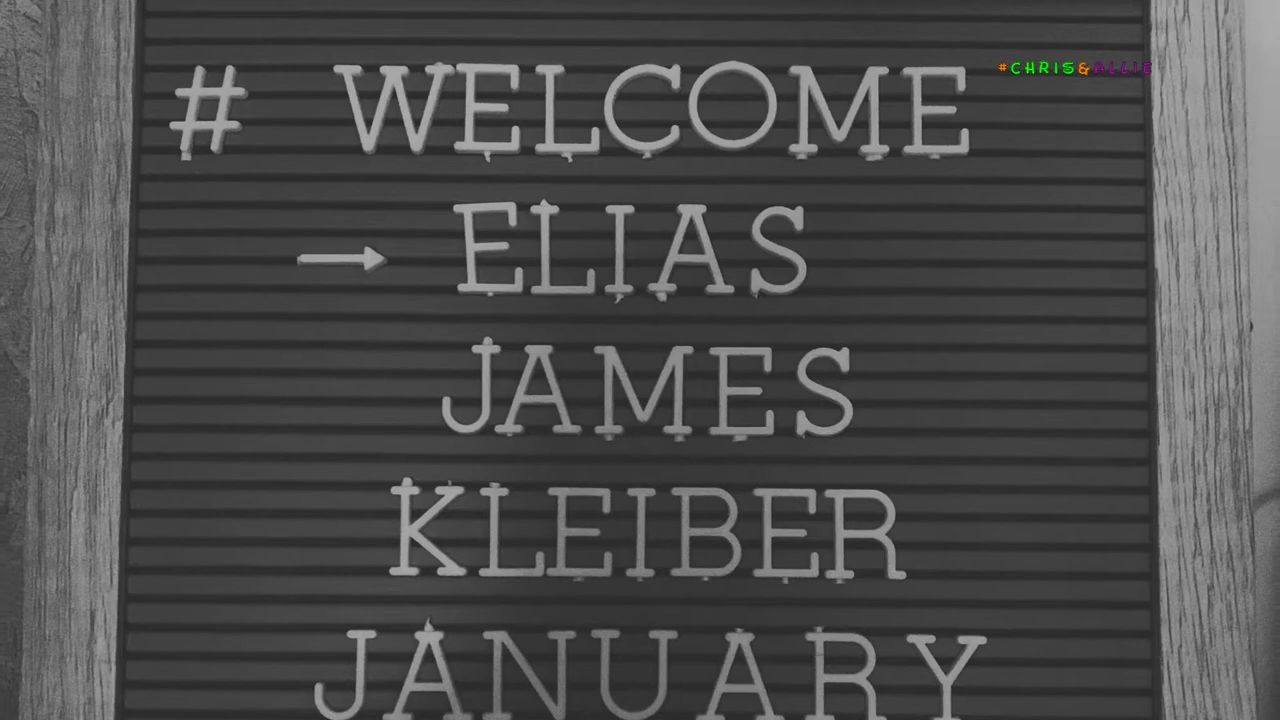 # WELCOME
#CHRIS&ALLIE
→ ELIAS
JAMES
KLEIBER
JANUARY